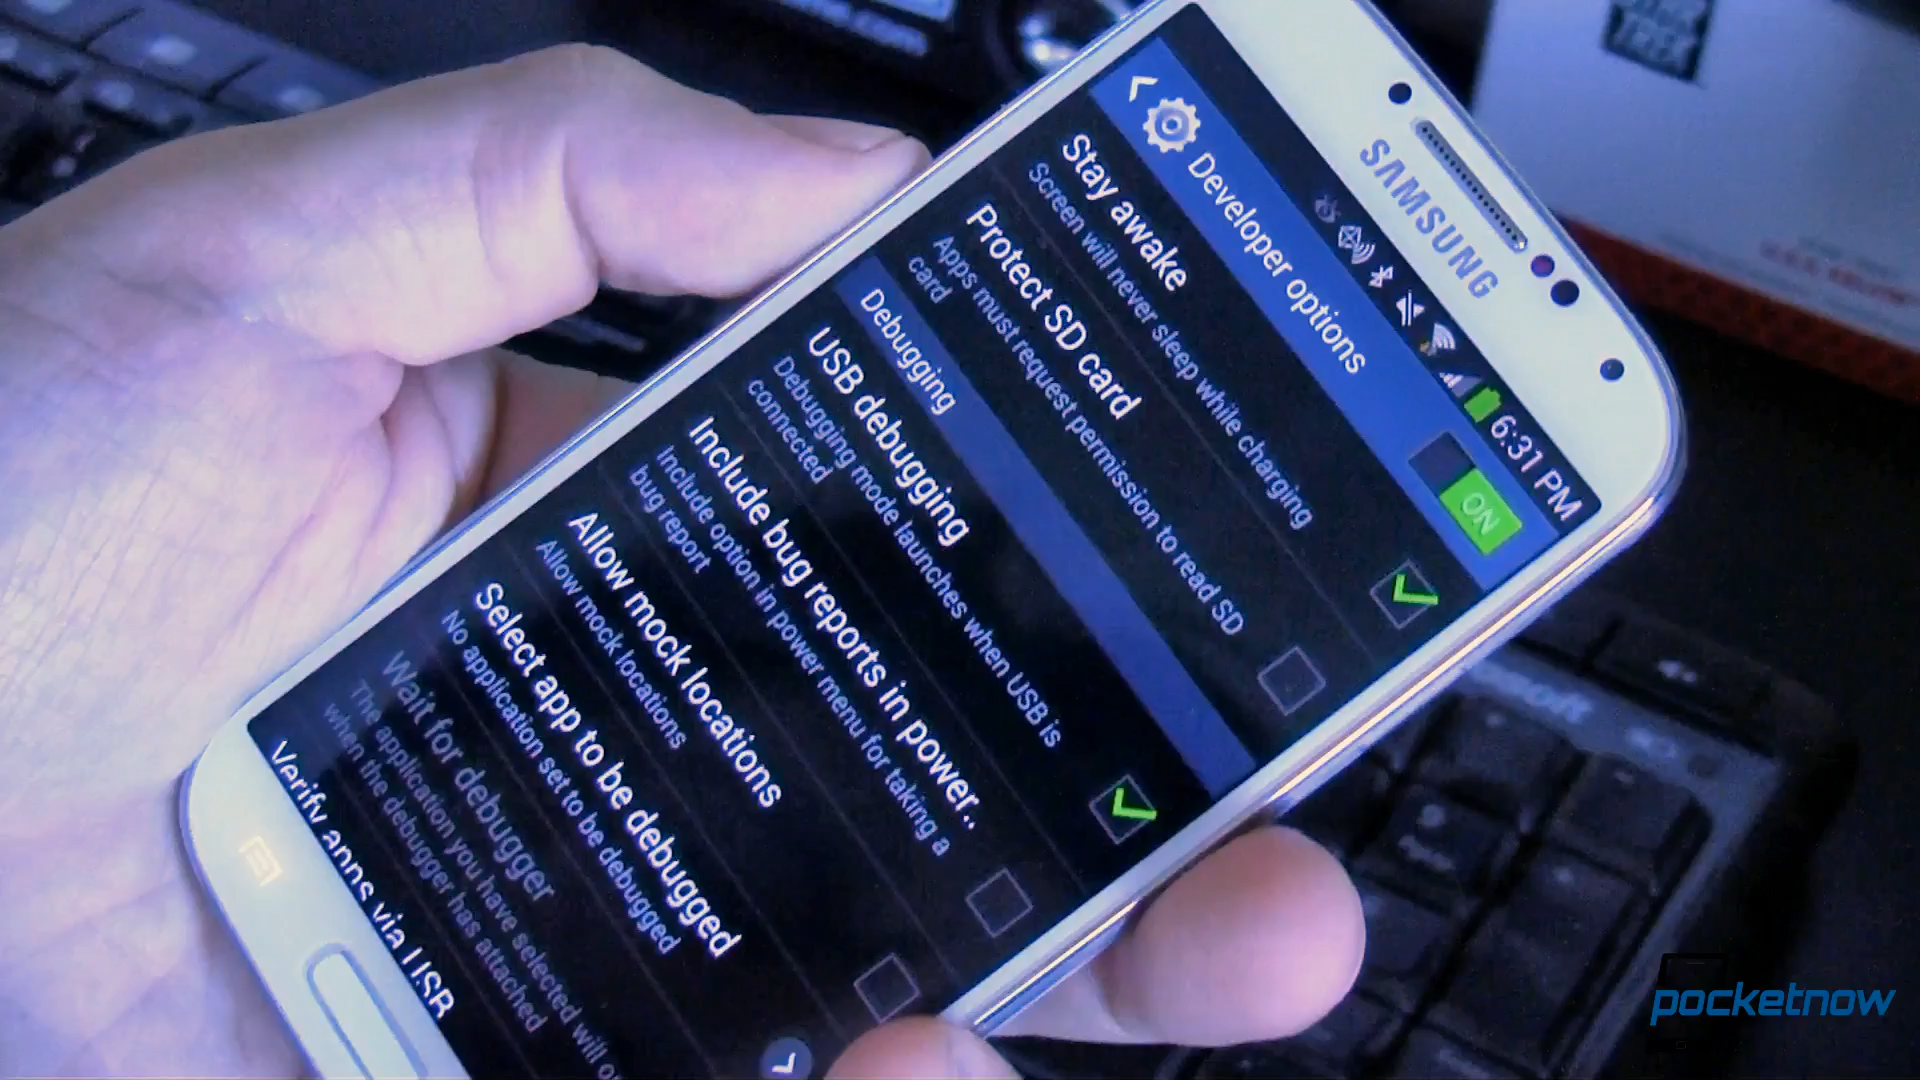 SAMSUNG
6:31 PM
Developer options
ON
Stay awake
Screen will never sleep while charging
Protect SD card
Apps must request permission to read SD
card
Debugging
USB debugging
Debugging mode launches when USB is
connected
Include bug reports in power..
Include option in power menu for taking a
bug report
Allow mock locations
Allow mock locations
Select app to be debugged
No application set to be debugged
Wait for debugger
The application you have selected will
when the debugger has attached
Verify apps via USB
TREK
pocketnow